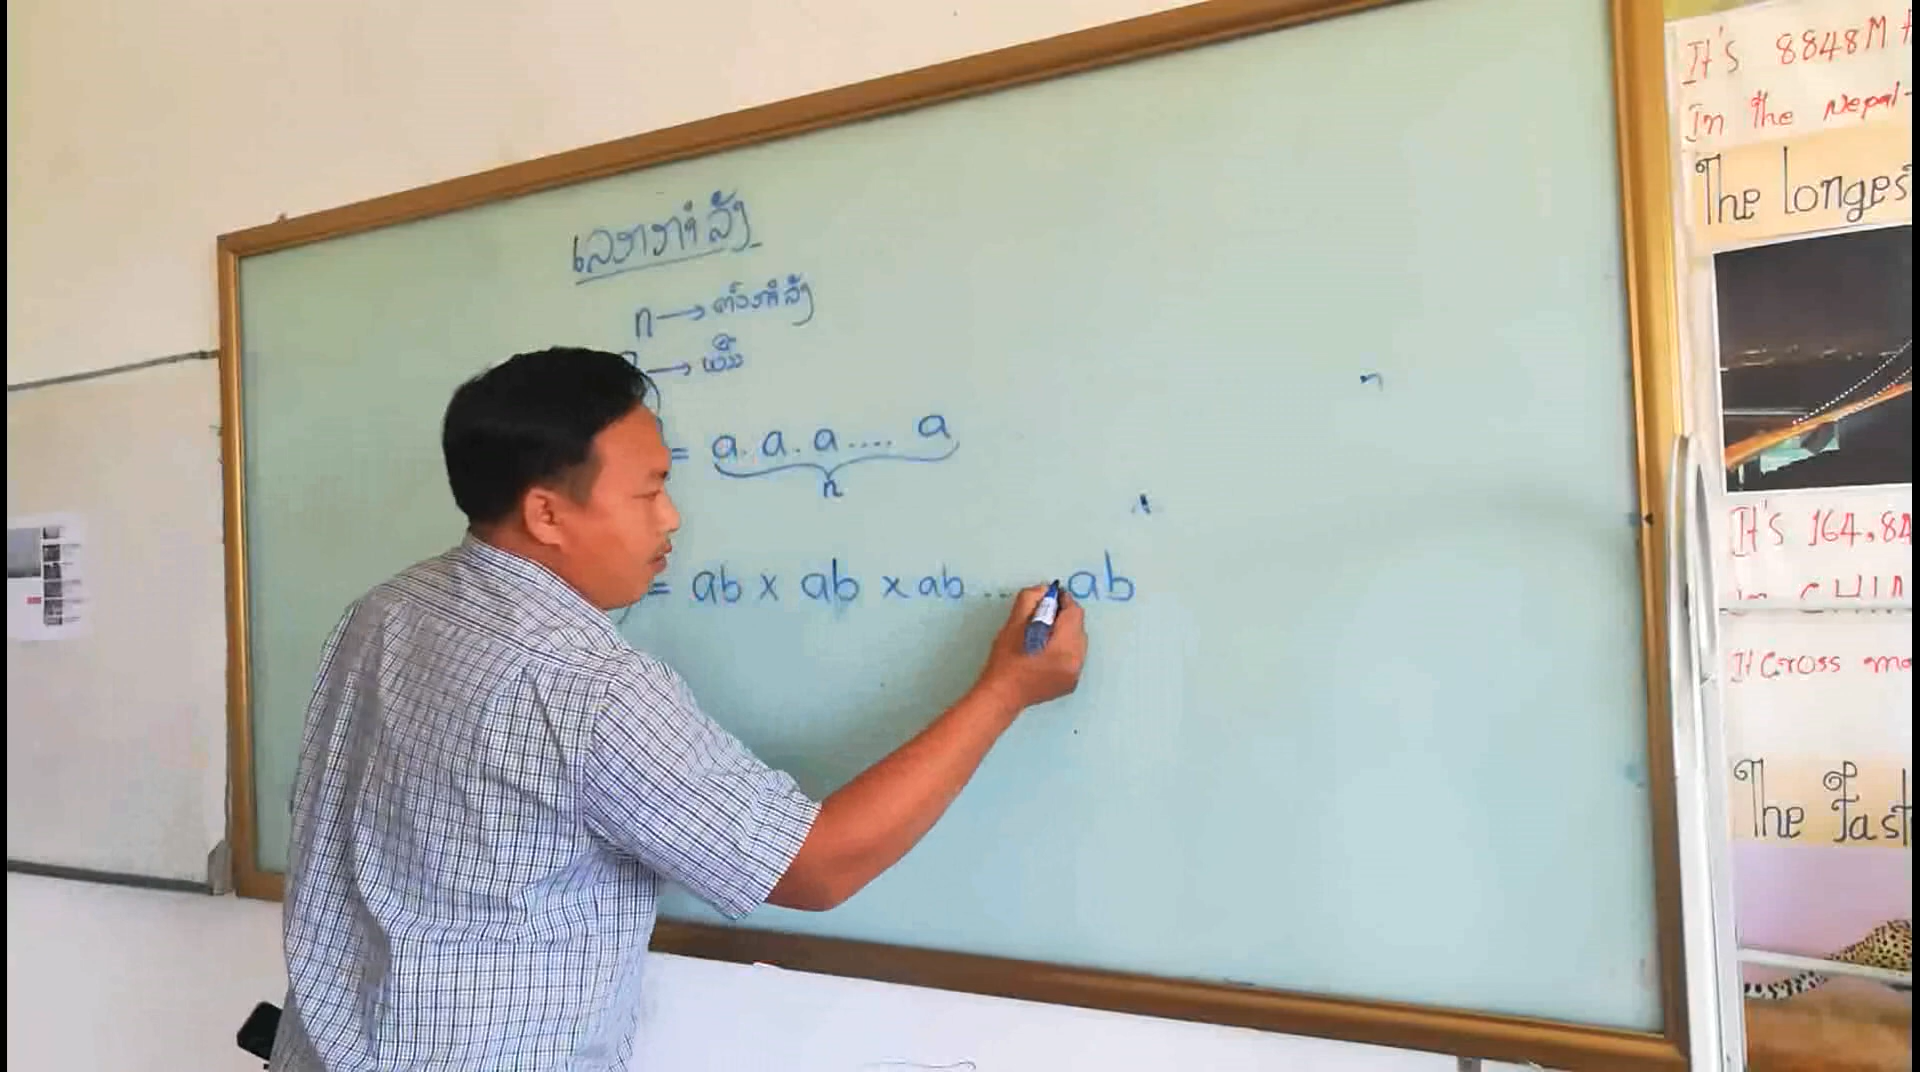 ເລກກຳລັງ
n → ຕົວກຳລັງ
→ ພື້ນ
= a. a. a .... a
n
= ab x ab x ab .... ab
It's 8848M
In the Nepal-
The longes
It's 164,8
It cross
The Fast